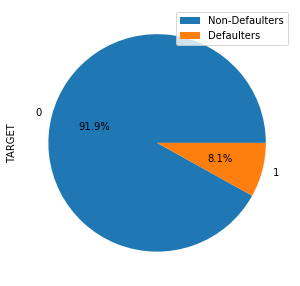 Non-Defaulters
Defaulters
0
91.9%
TARGET
8.1%
1